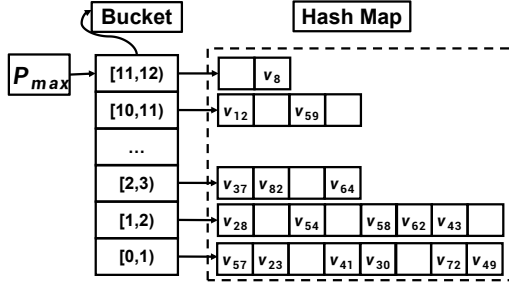 Bucket Hash Map
P_max [11,12) v_8
[10,11) v_12 v_59
...
[2,3) v_37 v_82 v_64
[1,2) v_28 v_54 v_58 v_62 v_43
[0,1) v_57 v_23 v_41 v_30 v_72 v_49